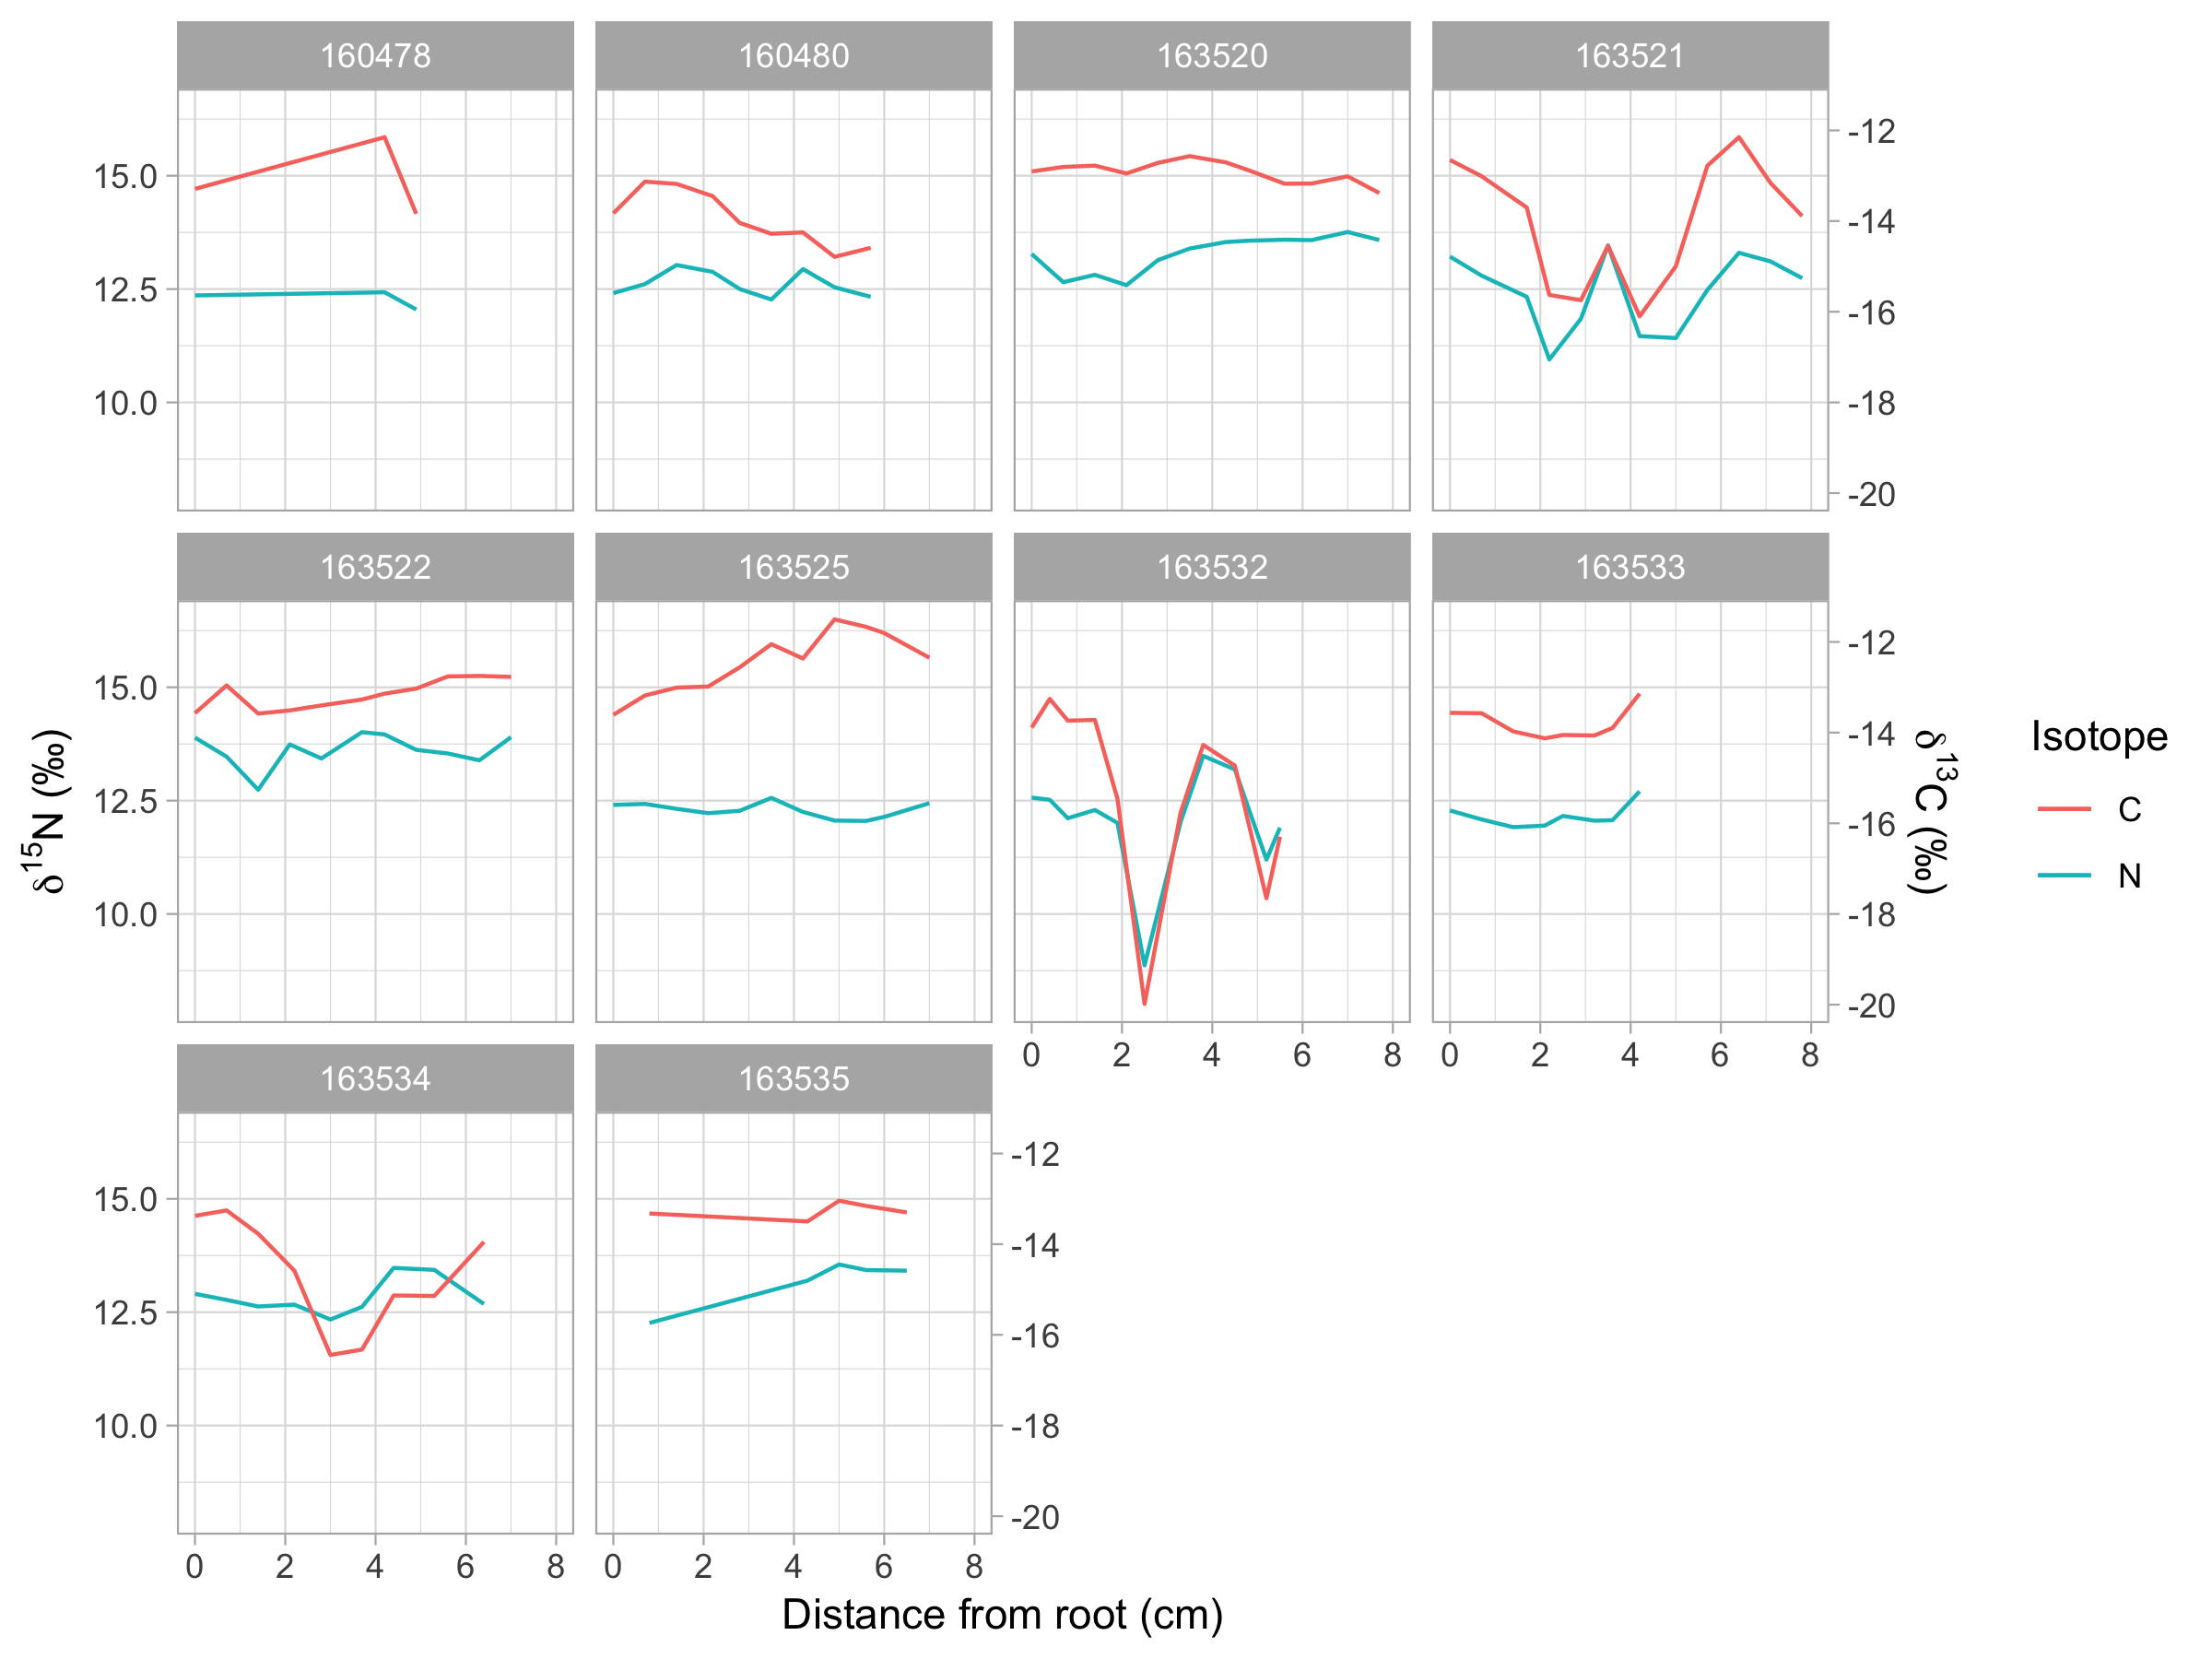 160478 160480 163520 163521
-12
15.0
-14
12.5
-16
10.0 -18
-20
163522 163525 163532 163533
-12
15.0
-14
12.5
-16
10.0 -18
-20
0 2 4 6 8 0 2 4 6 8
δ15N (‰)
δ13C (‰)
Isotope
C
N
163534 163535
-12
15.0
-14
12.5
-16
10.0 -18
-20
0 2 4 6 8 0 2 4 6 8
Distance from root (cm)